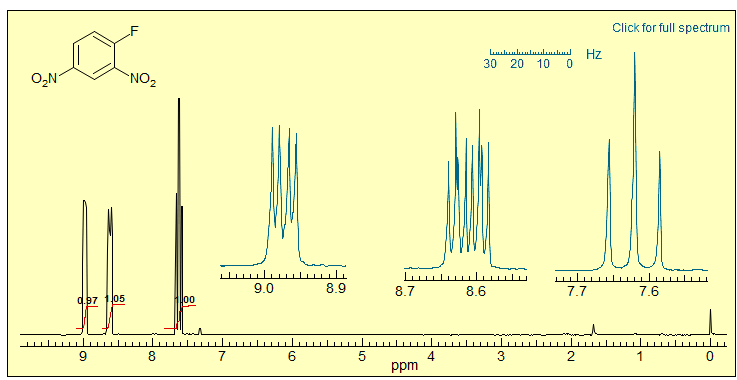 F
O₂N
NO₂
Click for full spectrum
30 20 10 0 Hz
9.0 8.9
8.7 8.6
7.7 7.6
0.97 1.05 1.00
9 8 7 6 5 4 3 2 1 0
ppm